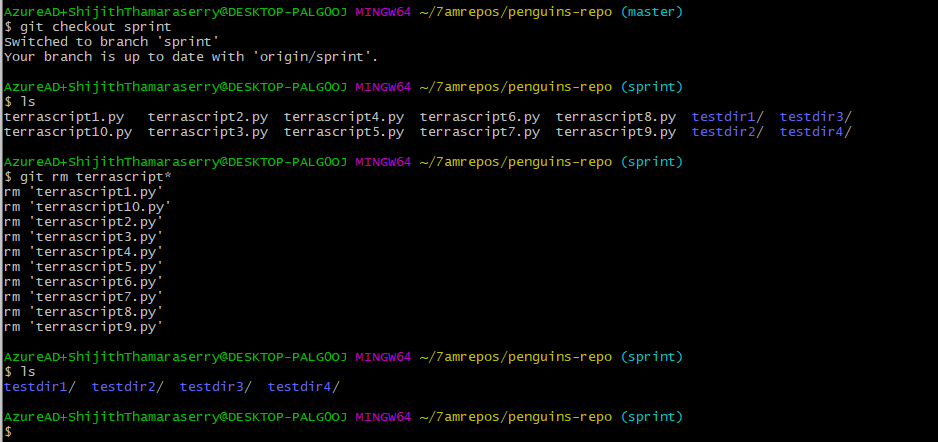 AzureAD+ShijithThamaraserry@DESKTOP-PALG0OJ MINGW64 ~/7amrepos/penguins-repo (master)
$ git checkout sprint
Switched to branch 'sprint'
Your branch is up to date with 'origin/sprint'.
AzureAD+ShijithThamaraserry@DESKTOP-PALG0OJ MINGW64 ~/7amrepos/penguins-repo (sprint)
$ ls
terrascript1.py   terrascript2.py  terrascript4.py  terrascript6.py  terrascript8.py  testdir1/  testdir3/
terrascript10.py  terrascript3.py  terrascript5.py  terrascript7.py  terrascript9.py  testdir2/  testdir4/
AzureAD+ShijithThamaraserry@DESKTOP-PALG0OJ MINGW64 ~/7amrepos/penguins-repo (sprint)
$ git rm terrascript*
rm 'terrascript1.py'
rm 'terrascript10.py'
rm 'terrascript2.py'
rm 'terrascript3.py'
rm 'terrascript4.py'
rm 'terrascript5.py'
rm 'terrascript6.py'
rm 'terrascript7.py'
rm 'terrascript8.py'
rm 'terrascript9.py'
AzureAD+ShijithThamaraserry@DESKTOP-PALG0OJ MINGW64 ~/7amrepos/penguins-repo (sprint)
$ ls
testdir1/  testdir2/  testdir3/  testdir4/
AzureAD+ShijithThamaraserry@DESKTOP-PALG0OJ MINGW64 ~/7amrepos/penguins-repo (sprint)
$